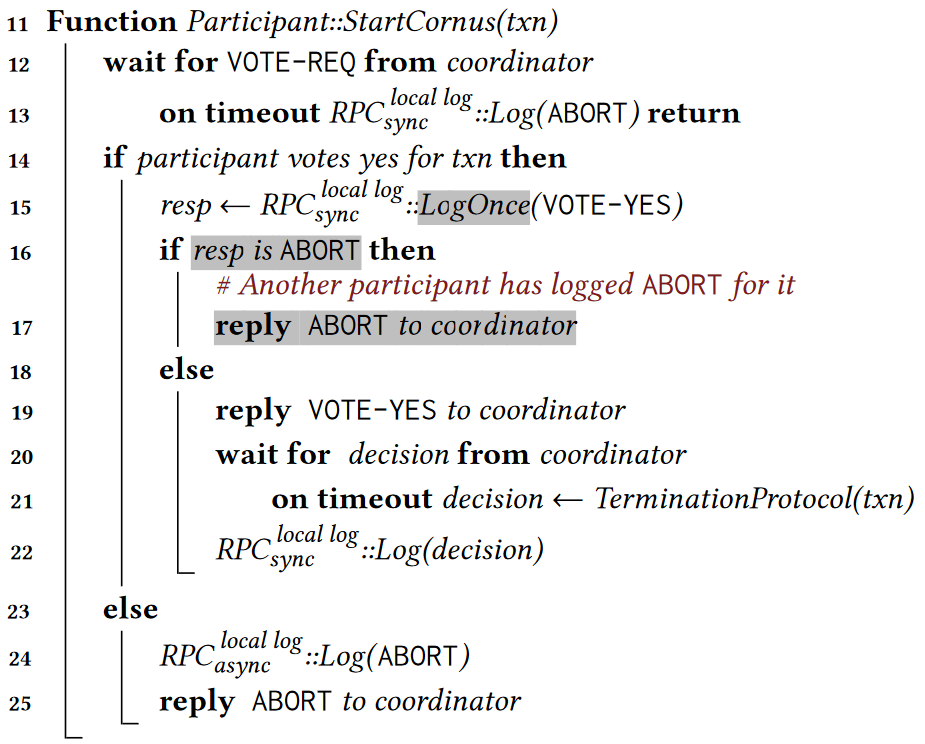 11 Function Participant::StartCornus(txn)
12 wait for VOTE-REQ from coordinator
13 on timeout RPC_sync^local log::Log(ABORT) return
14 if participant votes yes for txn then
15 resp ← RPC_sync^local log::LogOnce(VOTE-YES)
16 if resp is ABORT then
# Another participant has logged ABORT for it
17 reply ABORT to coordinator
18 else
19 reply VOTE-YES to coordinator
20 wait for decision from coordinator
21 on timeout decision ← TerminationProtocol(txn)
22 RPC_sync^local log::Log(decision)
23 else
24 RPC_async^local log::Log(ABORT)
25 reply ABORT to coordinator